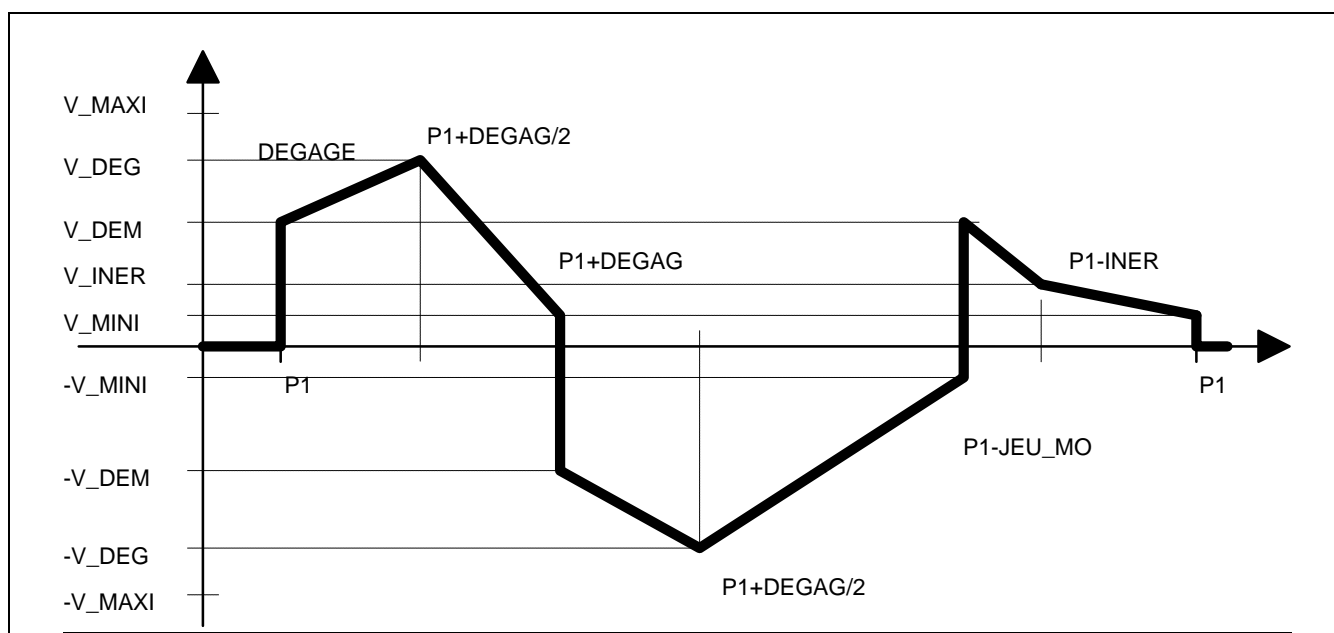 V_MAXI
P1+DEGAG/2
DEGAGE
V_DEG
V_DEM
P1+DEGAG
P1-INER
V_INER
V_MINI
-V_MINI
P1
P1
P1-JEU_MO
-V_DEM
-V_DEG
P1+DEGAG/2
-V_MAXI